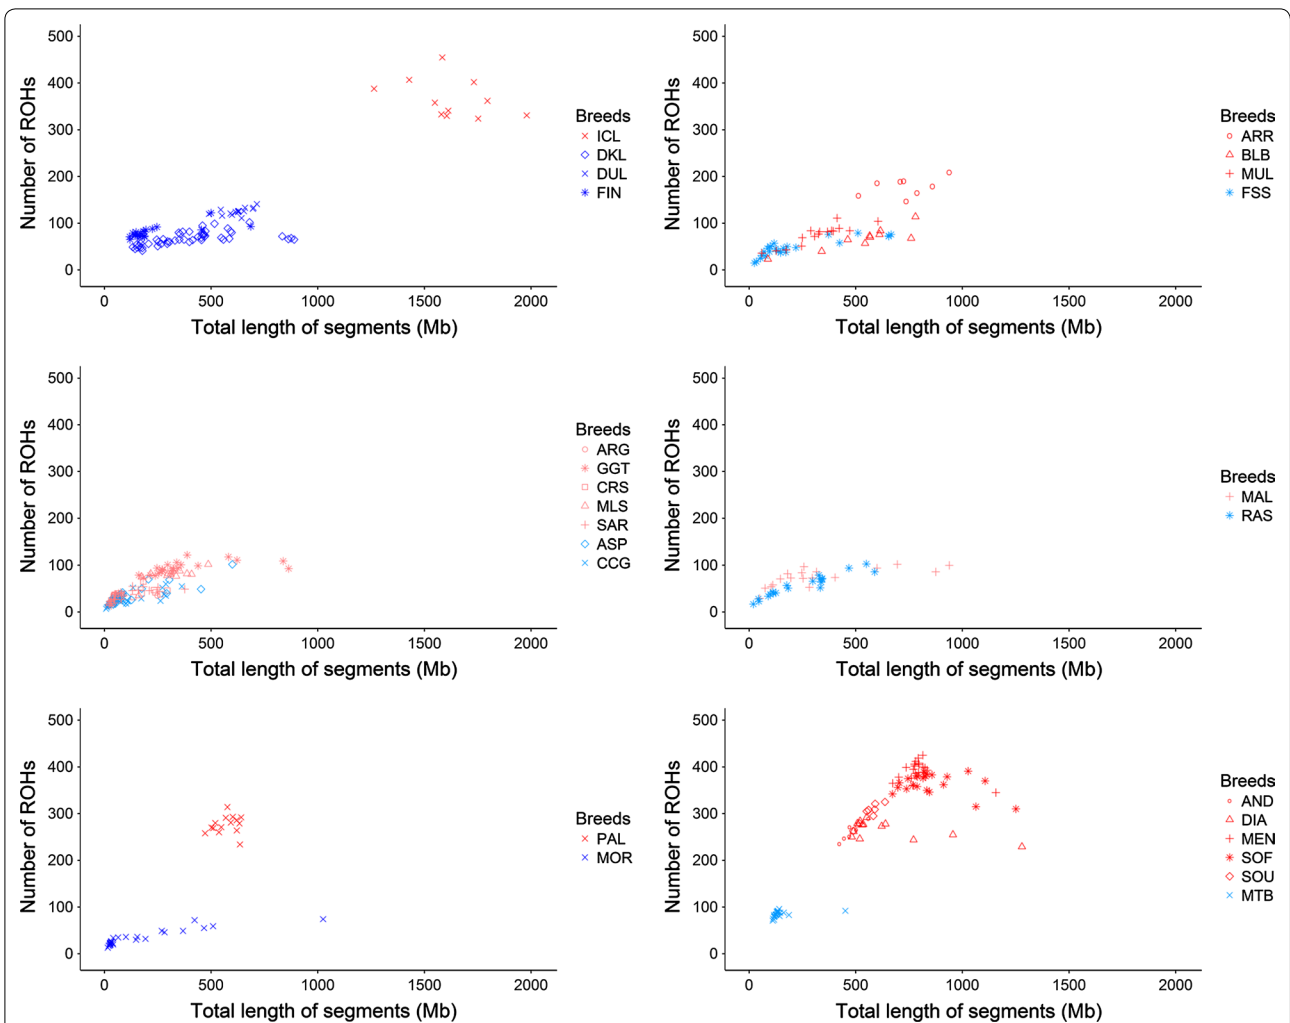 500
400
300
200
100
0
Number of ROHs
0 500 1000 1500 2000
Total length of segments (Mb)
Breeds
ICL
DKL
DUL
FIN
500
400
300
200
100
0
Number of ROHs
0 500 1000 1500 2000
Total length of segments (Mb)
Breeds
ARR
BLB
MUL
FSS
500
400
300
200
100
0
Number of ROHs
0 500 1000 1500 2000
Total length of segments (Mb)
Breeds
ARG
GGT
CRS
MLS
SAR
ASP
CCG
500
400
300
200
100
0
Number of ROHs
0 500 1000 1500 2000
Total length of segments (Mb)
Breeds
MAL
RAS
500
400
300
200
100
0
Number of ROHs
0 500 1000 1500 2000
Total length of segments (Mb)
Breeds
PAL
MOR
500
400
300
200
100
0
Number of ROHs
0 500 1000 1500 2000
Total length of segments (Mb)
Breeds
AND
DIA
MEN
SOF
SOU
MTB